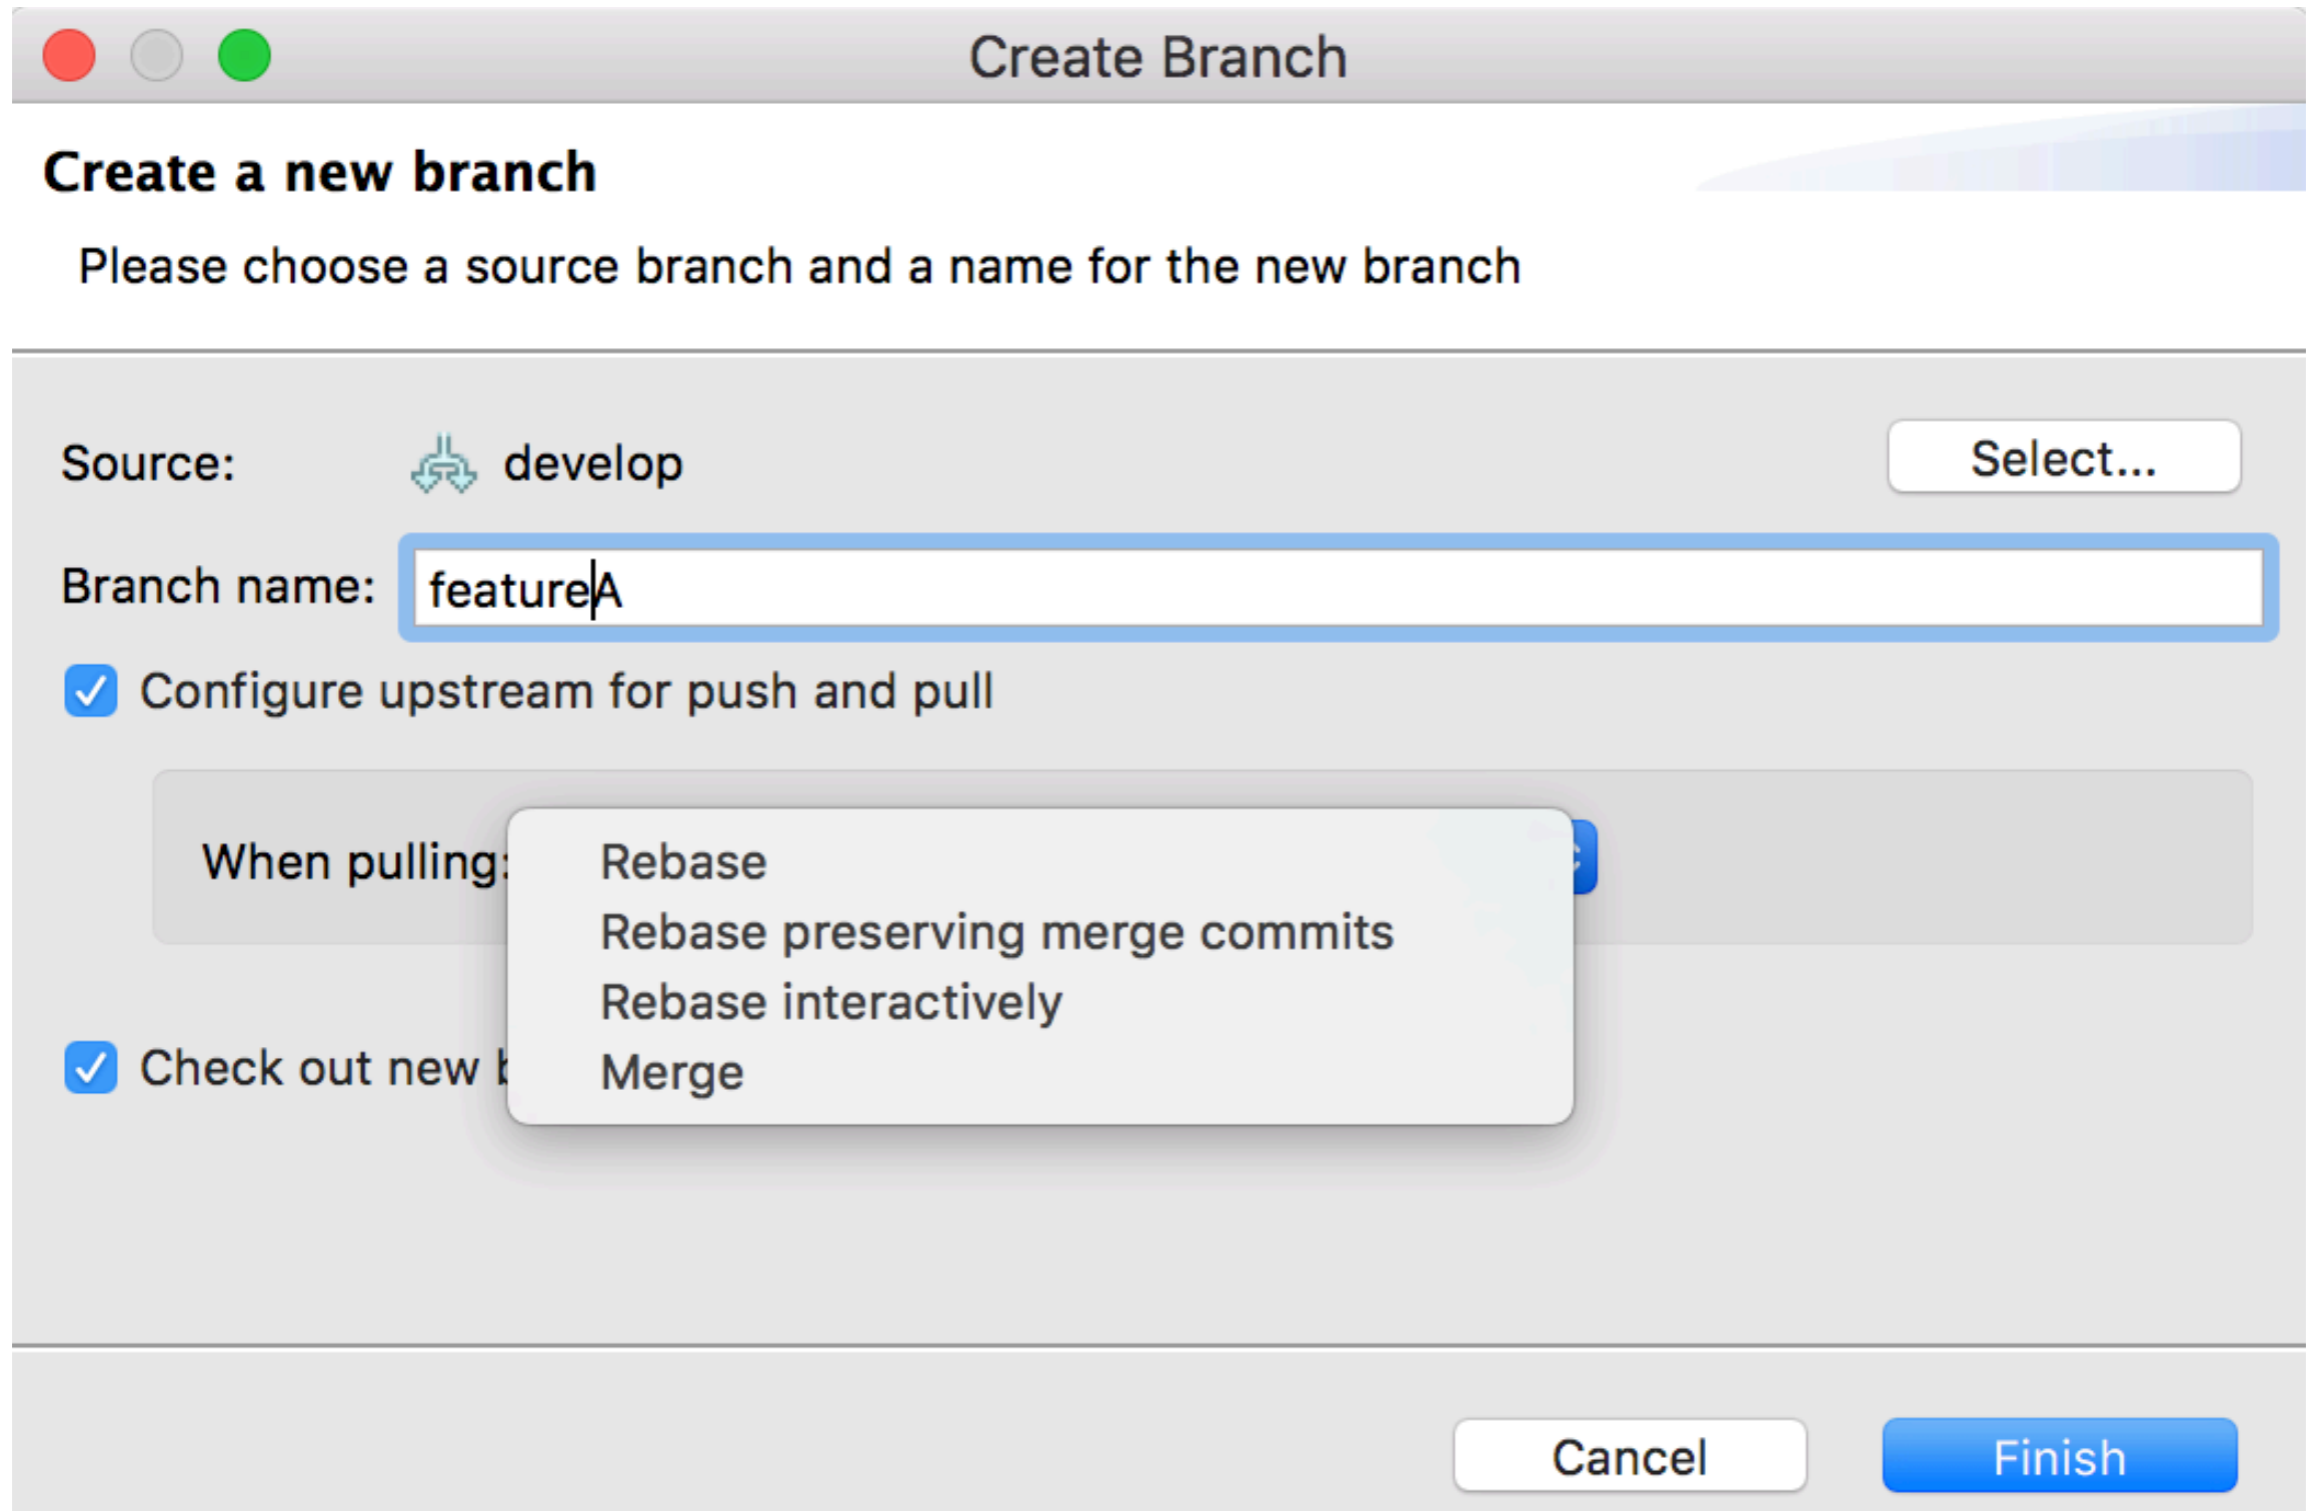 Create Branch
Create a new branch
Please choose a source branch and a name for the new branch
Source: develop Select...
Branch name: featureA
Configure upstream for push and pull
When pulling: Rebase
Rebase preserving merge commits
Rebase interactively
Check out new Merge
Cancel Finish